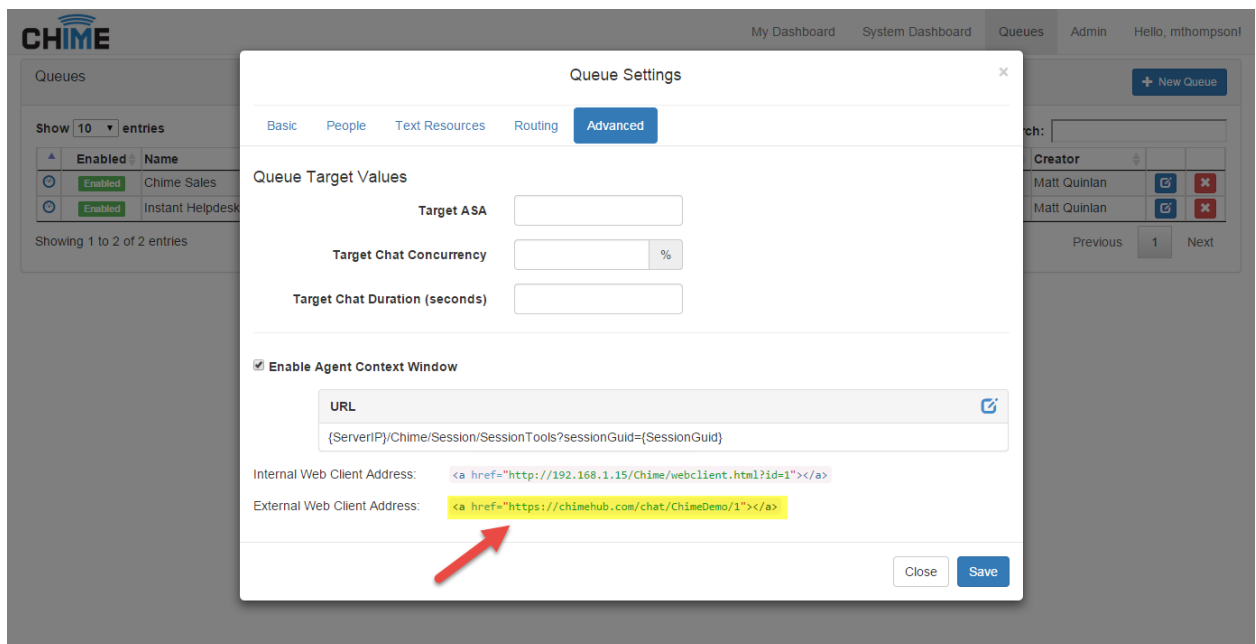 CHIME
My Dashboard System Dashboard Queues Admin Hello, mthompson!
Queues
+ New Queue
Queue Settings
×
Basic People Text Resources Routing Advanced
Show 10 entries
rch:
Enabled Name
Creator
Enabled Chime Sales
Matt Quinlan
Enabled Instant Helpdesk
Matt Quinlan
Showing 1 to 2 of 2 entries
Previous 1 Next
Queue Target Values
Target ASA
Target Chat Concurrency %
Target Chat Duration (seconds)
Enable Agent Context Window
URL
{ServerIP}/Chime/Session/SessionTools?sessionGuid={SessionGuid}
Internal Web Client Address: <a href="http://192.168.1.15/Chime/webclient.html?id=1"></a>
External Web Client Address: <a href="https://chimehub.com/chat/ChimeDemo/1"></a>
Close Save